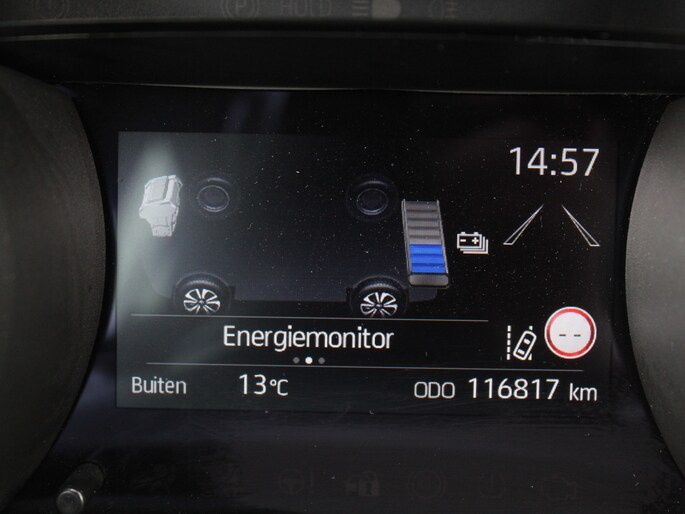 14:57
Energiemonitor
Buiten 13°C ODO 116817 km